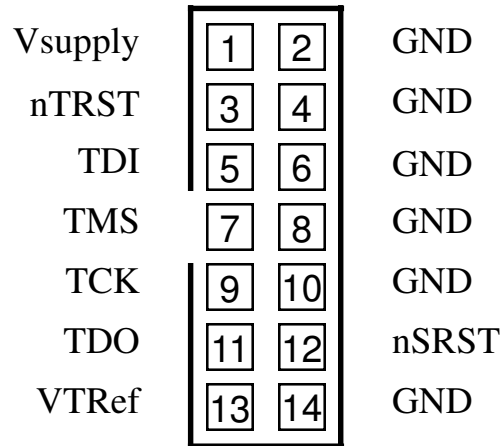 Vsupply 1 2 GND
nTRST 3 4 GND
TDI 5 6 GND
TMS 7 8 GND
TCK 9 10 GND
TDO 11 12 nSRST
VTRef 13 14 GND